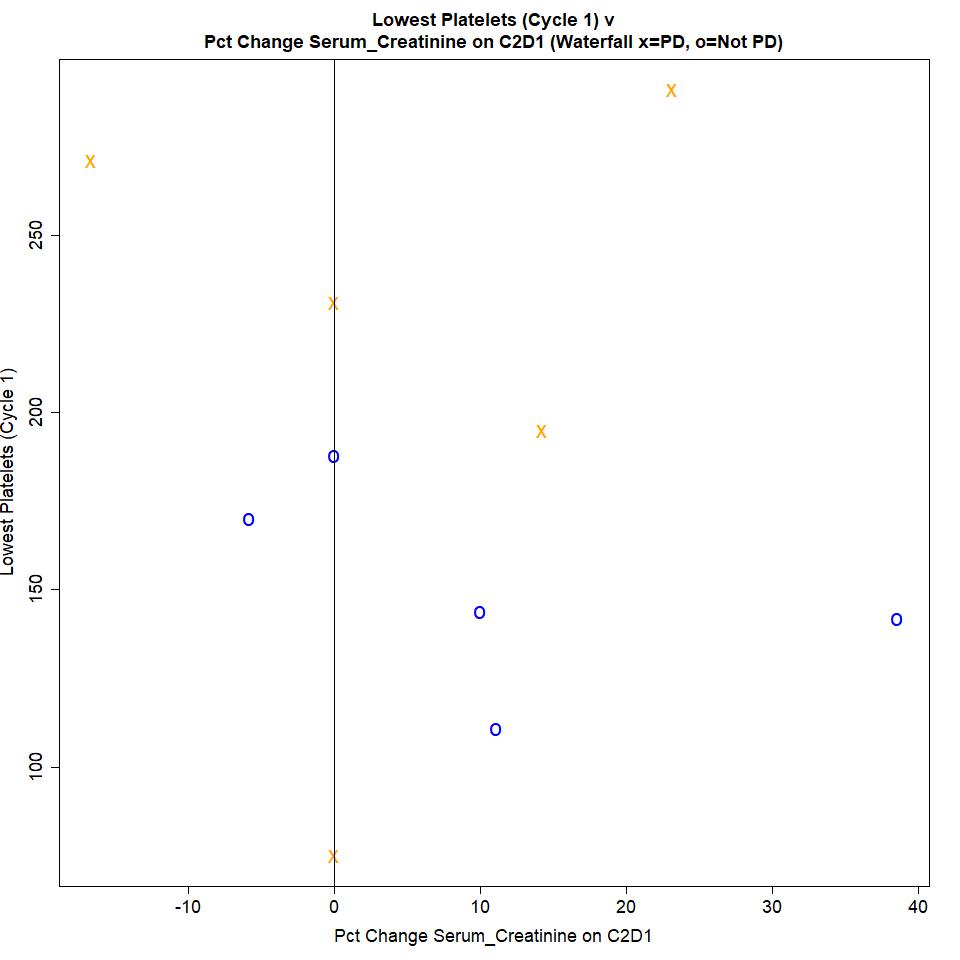 Lowest Platelets (Cycle 1) v
Pct Change Serum_Creatinine on C2D1 (Waterfall x=PD, o=Not PD)
X
X
250
X
200
X
O
O
Lowest Platelets (Cycle 1)
150
O
O
O
100
X
-10 0 10 20 30 40
Pct Change Serum_Creatinine on C2D1